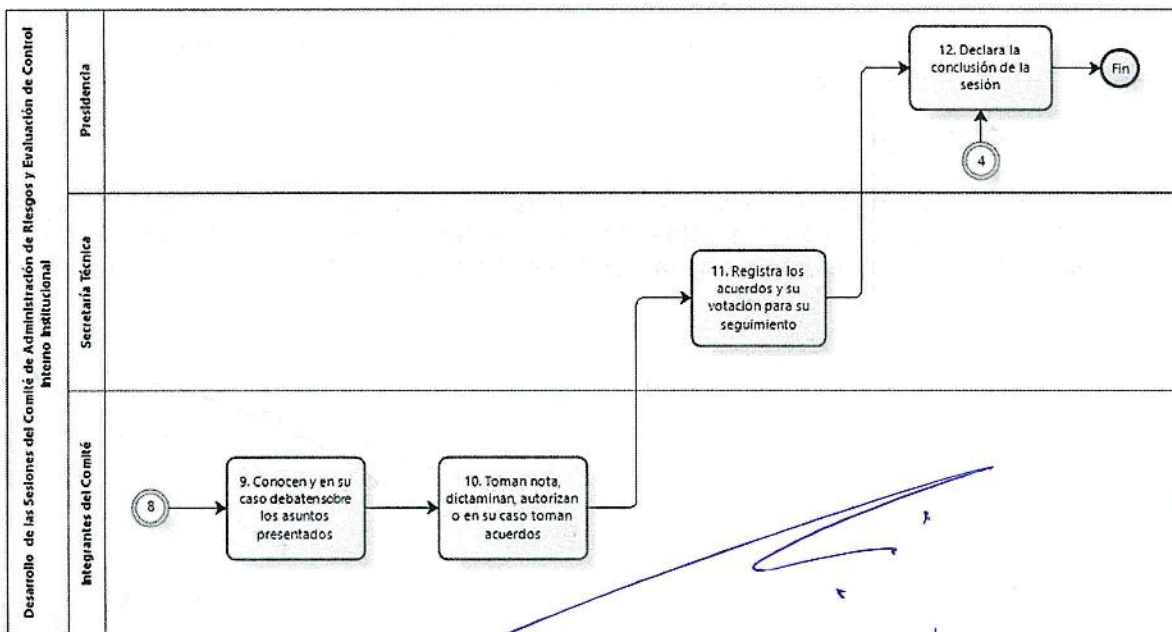 Desarrollo de las Sesiones del Comité de Administración de Riesgos y Evaluación de Control
Interno Institucional
Presidencia
12. Declara la
conclusión de la
sesión
Fin
4
Secretaría Técnica
11. Registra los
acuerdos y su
votación para su
seguimiento
Integrantes del Comité
8
9. Conocen y en su
caso debaten sobre
los asuntos
presentados
10. Toman nota,
dictaminan, autorizan
o en su caso toman
acuerdos